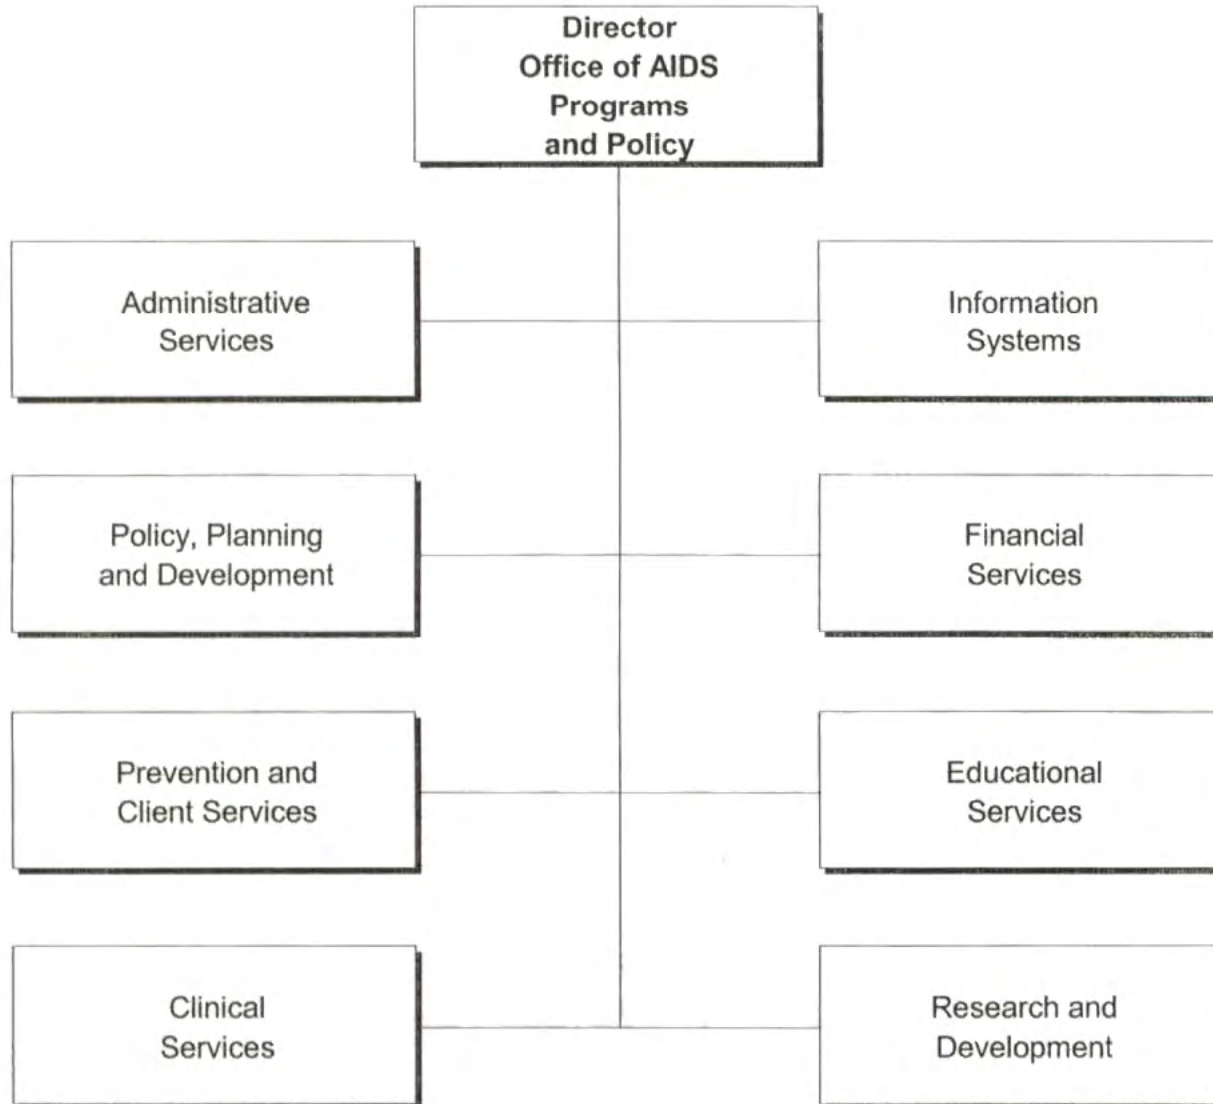 Director
Office of AIDS
Programs
and Policy
Administrative
Services
Information
Systems
Policy, Planning
and Development
Financial
Services
Prevention and
Client Services
Educational
Services
Clinical
Services
Research and
Development